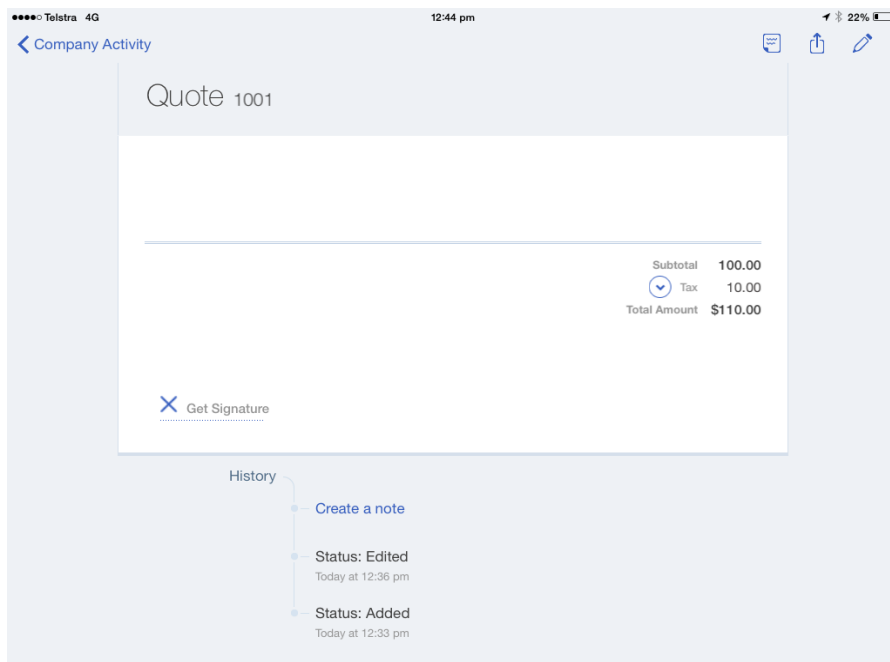 Telstra 4G 12:44 pm 22%
Company Activity
Quote 1001
Subtotal 100.00
Tax 10.00
Total Amount $110.00
Get Signature
History
Create a note
Status: Edited
Today at 12:36 pm
Status: Added
Today at 12:33 pm